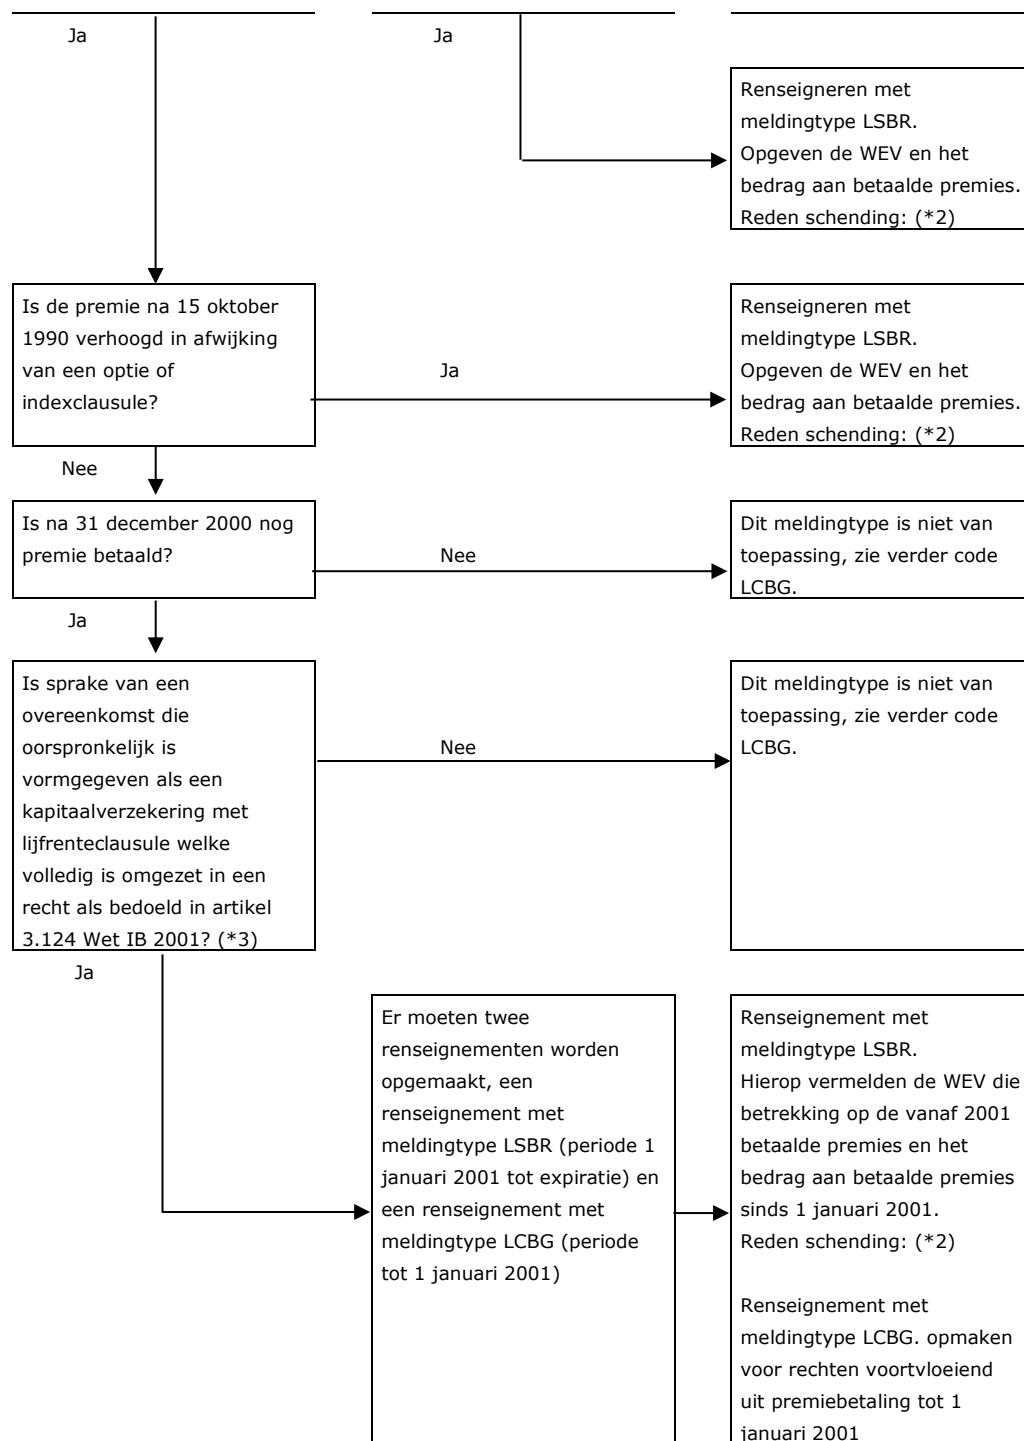 Ja
Ja
Renseigneren met
meldingtype LSBR.
Opgeven de WEV en het
bedrag aan betaalde premies.
Reden schending: (*2)
Is de premie na 15 oktober
1990 verhoogd in afwijking
van een optie of
indexclausule?
Ja
Renseigneren met
meldingtype LSBR.
Opgeven de WEV en het
bedrag aan betaalde premies.
Reden schending: (*2)
Nee
Is na 31 december 2000 nog
premie betaald?
Nee
Dit meldingtype is niet van
toepassing, zie verder code
LCBG.
Ja
Is sprake van een
overeenkomst die
oorspronkelijk is
vormgegeven als een
kapitaalverzekering met
lijfrenteclausule welke
volledig is omgezet in een
recht als bedoeld in artikel
3.124 Wet IB 2001? (*3)
Nee
Dit meldingtype is niet van
toepassing, zie verder code
LCBG.
Ja
Er moeten twee
renseignementen worden
opgemaakt, een
renseignement met
meldingtype LSBR (periode 1
januari 2001 tot expiratie) en
een renseignement met
meldingtype LCBG (periode
tot 1 januari 2001)
Renseignement met
meldingtype LSBR.
Hierop vermelden de WEV die
betrekking op de vanaf 2001
betaalde premies en het
bedrag aan betaalde premies
sinds 1 januari 2001.
Reden schending: (*2)
Renseignement met
meldingtype LCBG. opmaken
voor rechten voortvloeiend
uit premiebetaling tot 1
januari 2001